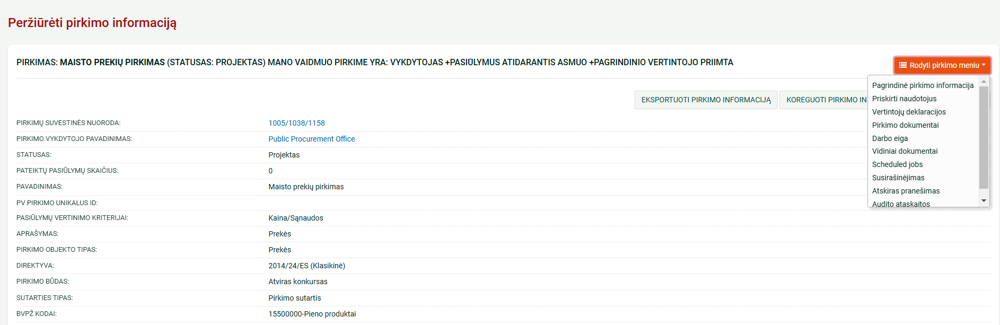 Peržiūrėti pirkimo informaciją
PIRKIMAS: MAISTO PREKIŲ PIRKIMAS (STATUSAS: PROJEKTAS) MANO VAIDMUO PIRKIME YRA: VYKDYTOJAS +PASIŪLYMUS ATIDARANTIS ASMUO +PAGRINDINIO VERTINTOJO PRIIMTA
Rodyti pirkimo meniu
Pagrindinė pirkimo informacija
Priskirti naudotojus
Vertintojų deklaracijos
Pirkimo dokumentai
Darbo eiga
Vidiniai dokumentai
Scheduled jobs
Susirašinėjimas
Atskiras pranešimas
Audito ataskaitos
EKSPORTUOTI PIRKIMO INFORMACIJĄ
KOREGUOTI PIRKIMO IN
PIRKIMŲ SUVESTINĖS NUORODA: 1005/1038/1158
PIRKIMO VYKDYTOJO PAVADINIMAS: Public Procurement Office
STATUSAS: Projektas
PATEIKTŲ PASIŪLYMŲ SKAIČIUS: 0
PAVADINIMAS: Maisto prekių pirkimas
PV PIRKIMO UNIKALUS ID:
PASIŪLYMŲ VERTINIMO KRITERIJAI: Kaina/Sąnaudos
APRAŠYMAS: Prekės
PIRKIMO OBJEKTO TIPAS: Prekės
DIREKTYVA: 2014/24/ES (Klasikinė)
PIRKIMO BŪDAS: Atviras konkursas
SUTARTIES TIPAS: Pirkimo sutartis
BVPŽ KODAI: 15500000-Pieno produktai